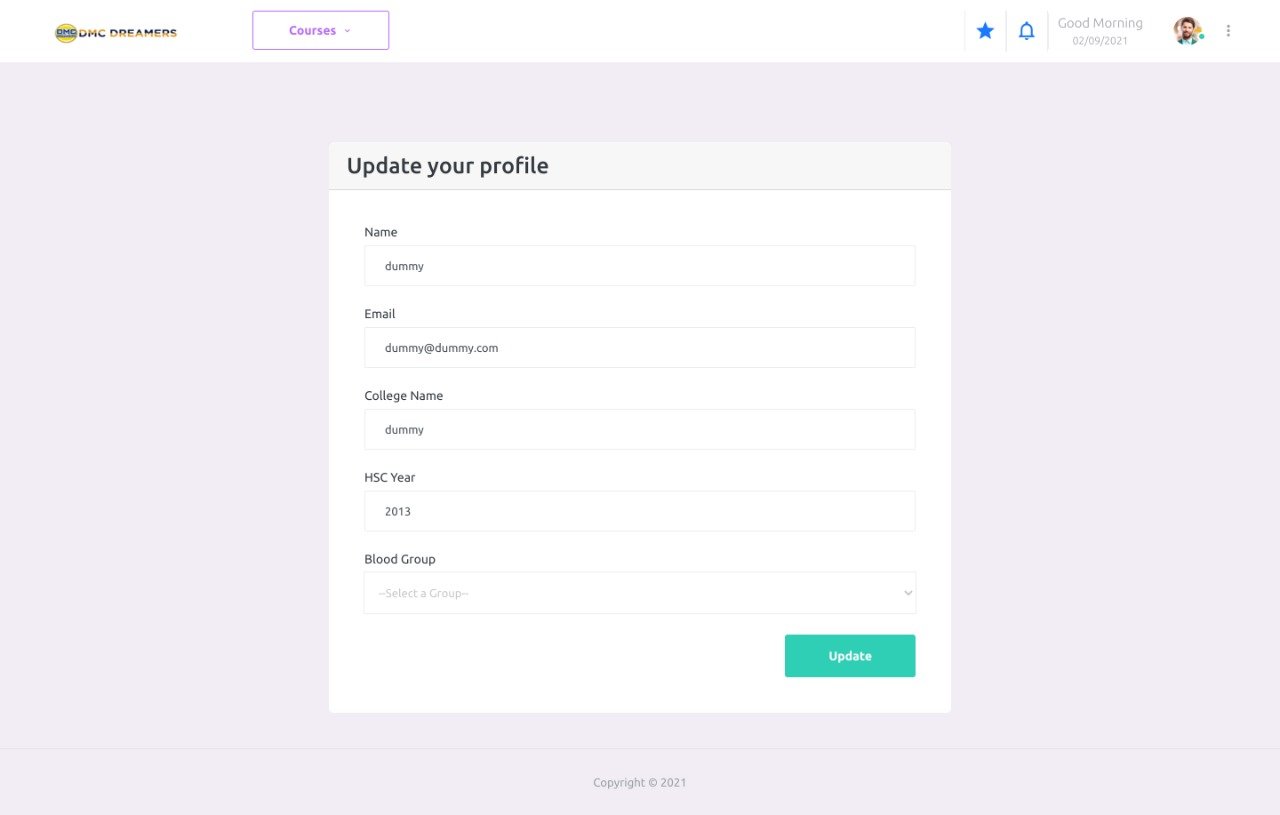 DMC DMC DREAMERS
Courses
Good Morning
02/09/2021
Update your profile
Name
dummy
Email
dummy@dummy.com
College Name
dummy
HSC Year
2013
Blood Group
--Select a Group--
Update
Copyright © 2021